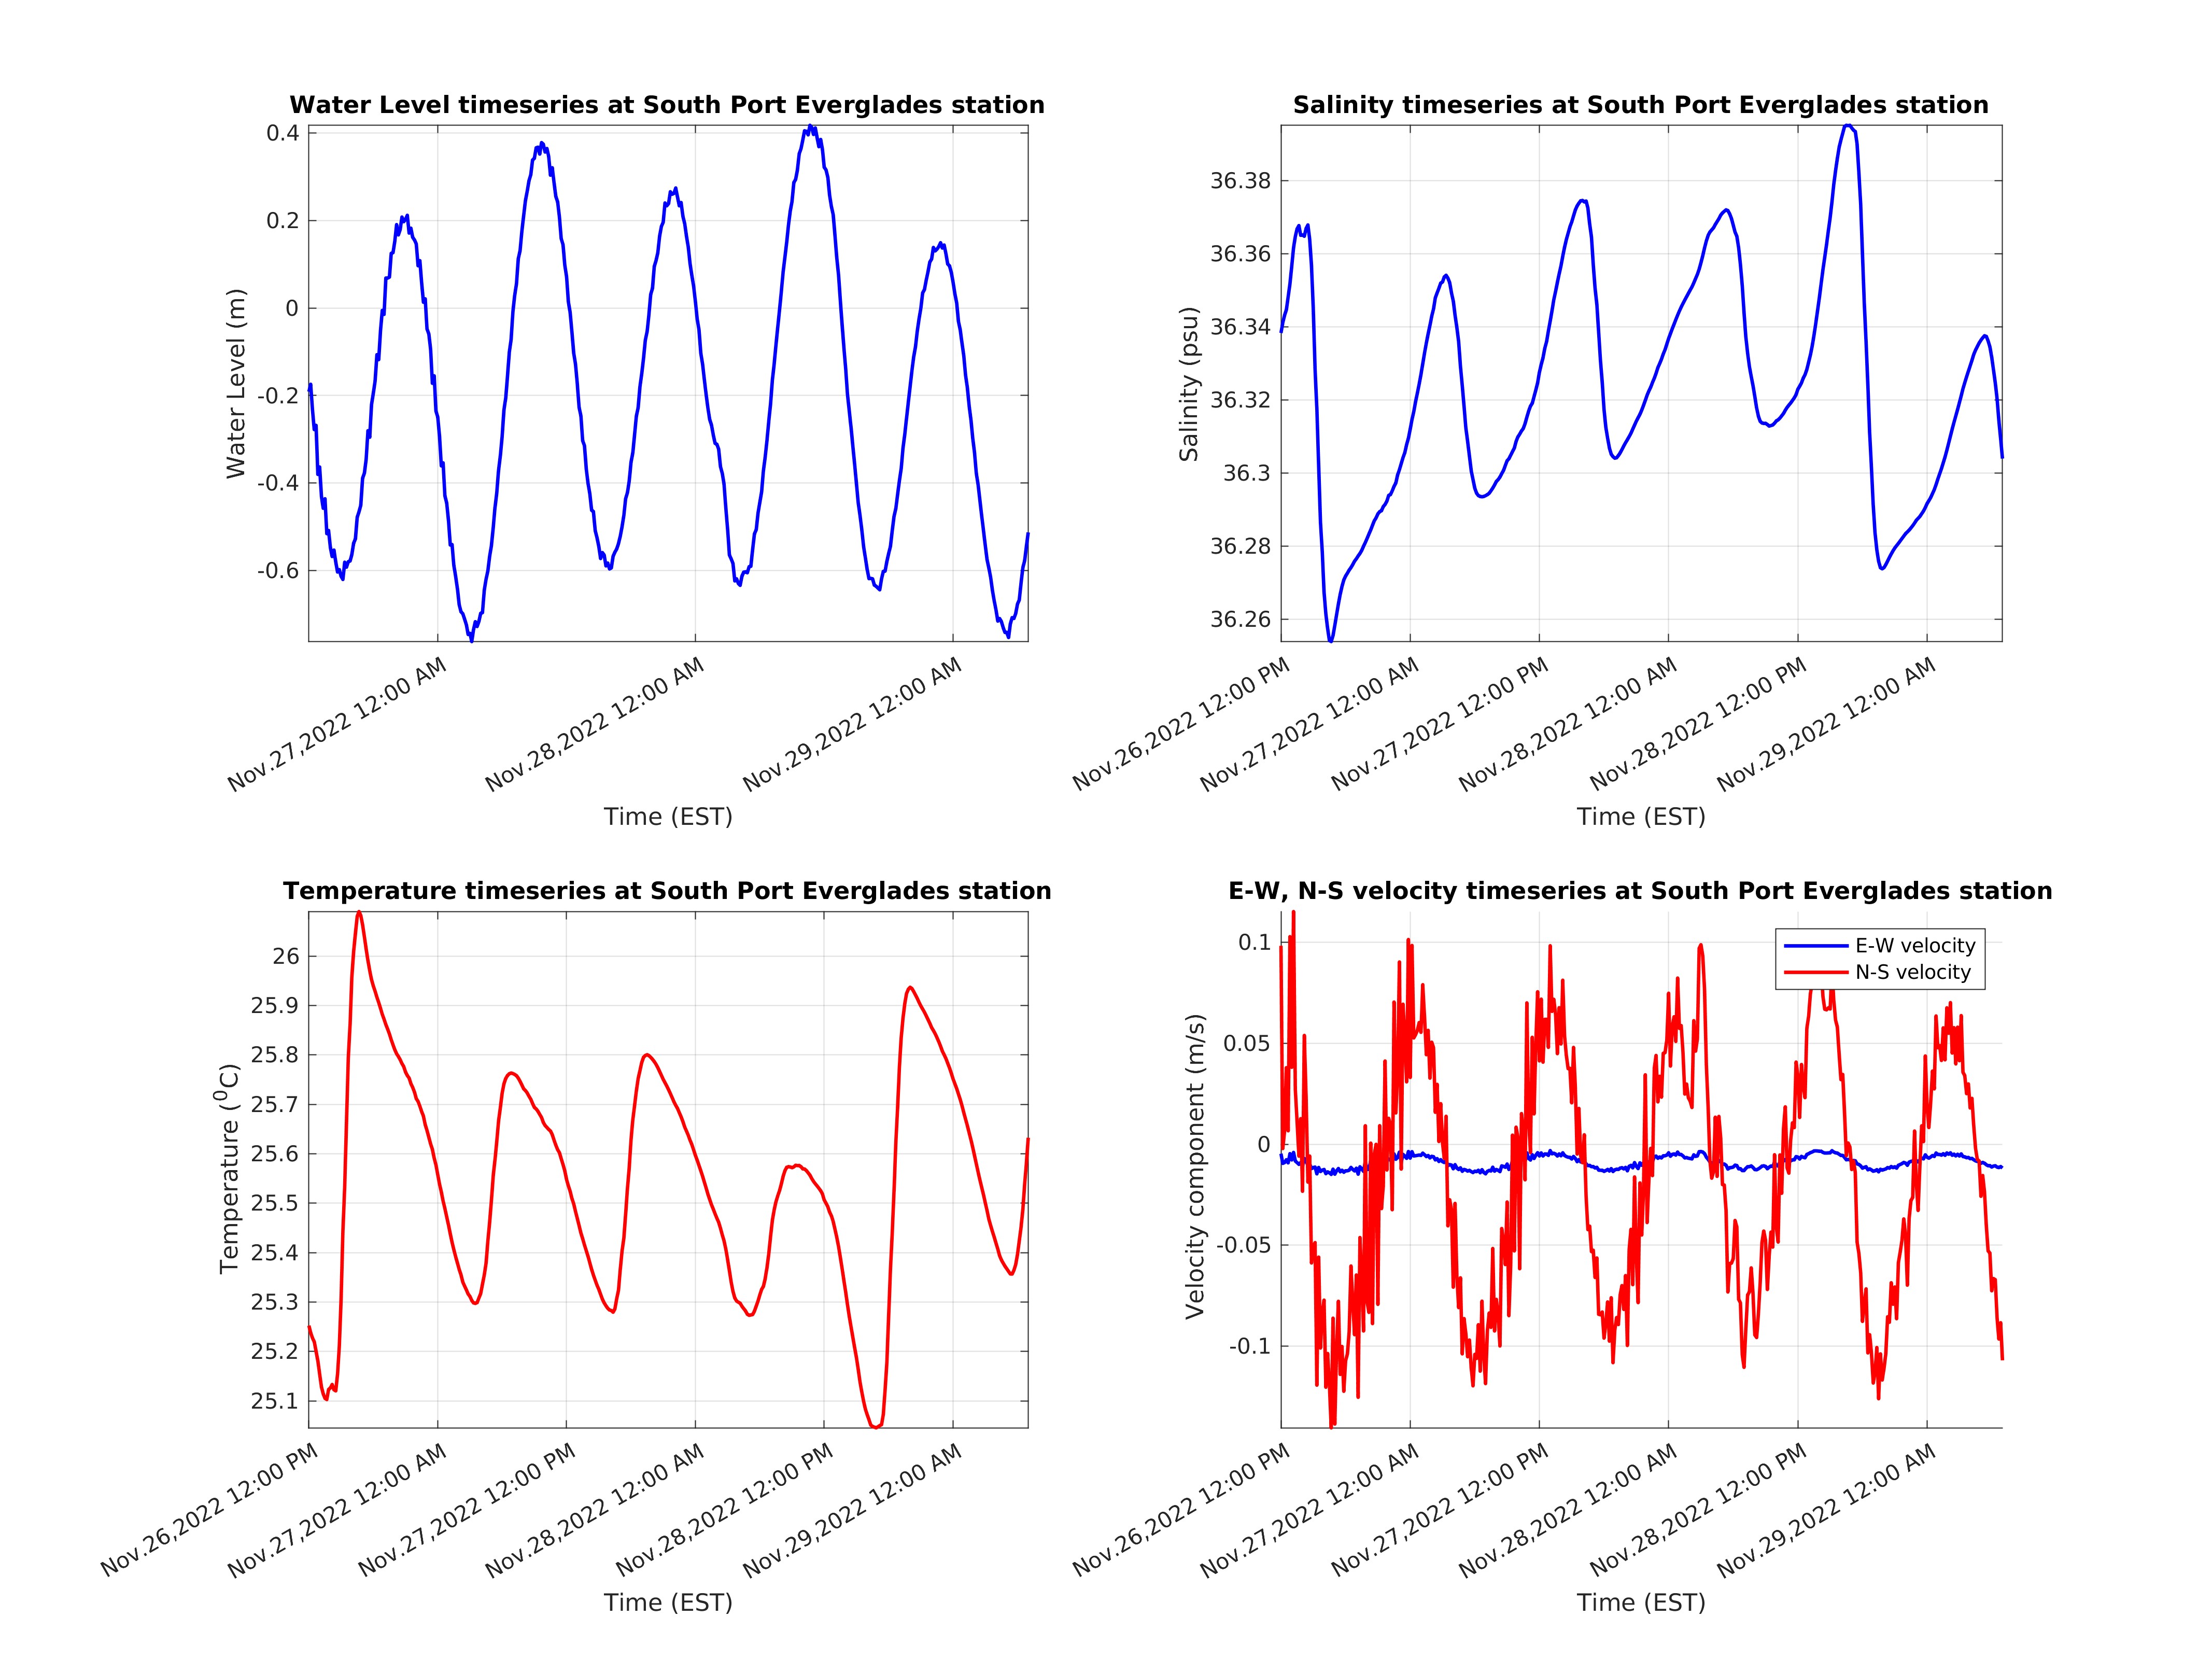 Water Level timeseries at South Port Everglades station
0.4
0.2
0
-0.2
-0.4
-0.6
Water Level (m)
Nov.27,2022 12:00 AM
Nov.28,2022 12:00 AM
Nov.29,2022 12:00 AM
Time (EST)
Salinity timeseries at South Port Everglades station
36.38
36.36
36.34
36.32
36.3
36.28
36.26
Salinity (psu)
Nov.26,2022 12:00 PM
Nov.27,2022 12:00 AM
Nov.27,2022 12:00 PM
Nov.28,2022 12:00 AM
Nov.28,2022 12:00 PM
Nov.29,2022 12:00 AM
Time (EST)
Temperature timeseries at South Port Everglades station
26
25.9
25.8
25.7
25.6
25.5
25.4
25.3
25.2
25.1
Temperature (⁰C)
Nov.26,2022 12:00 PM
Nov.27,2022 12:00 AM
Nov.27,2022 12:00 PM
Nov.28,2022 12:00 AM
Nov.28,2022 12:00 PM
Nov.29,2022 12:00 AM
Time (EST)
E-W, N-S velocity timeseries at South Port Everglades station
E-W velocity
N-S velocity
0.1
0.05
0
-0.05
-0.1
Velocity component (m/s)
Nov.26,2022 12:00 PM
Nov.27,2022 12:00 AM
Nov.27,2022 12:00 PM
Nov.28,2022 12:00 AM
Nov.28,2022 12:00 PM
Nov.29,2022 12:00 AM
Time (EST)